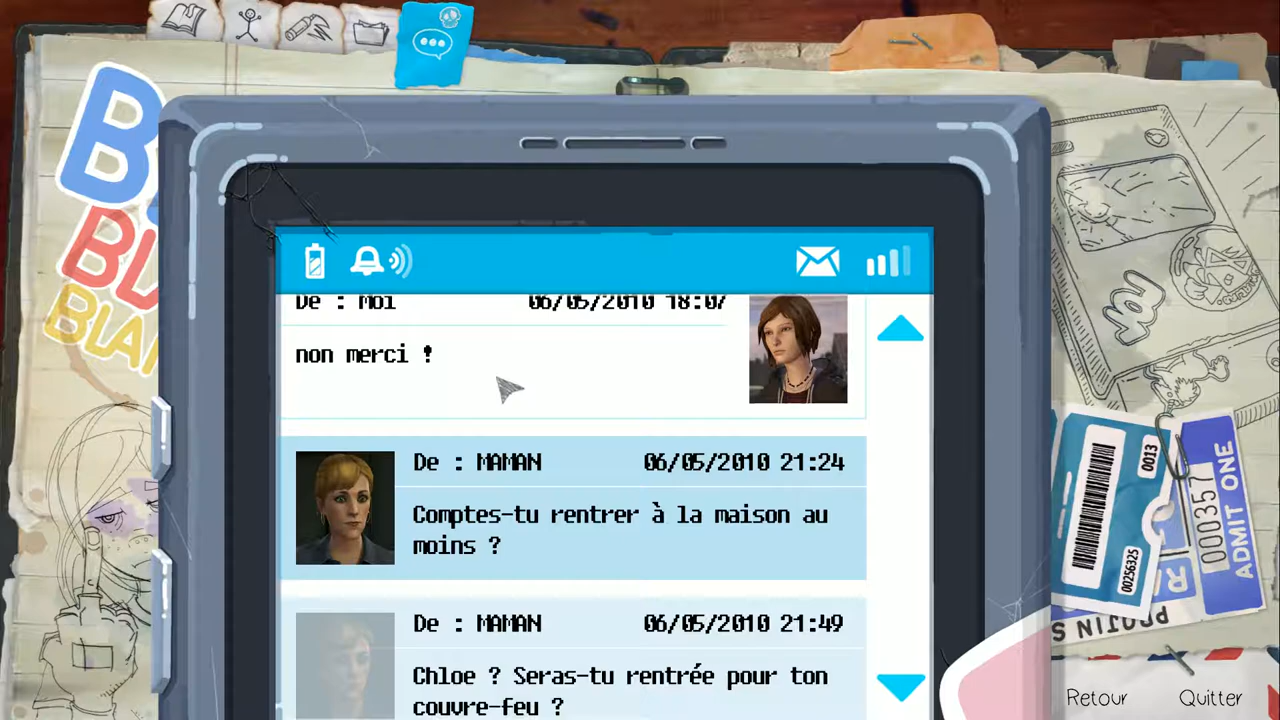 De : Moi 06/05/2010 18:07
non merci !
De : MAMAN 06/05/2010 21:24
Comptes-tu rentrer à la maison au
moins ?
De : MAMAN 06/05/2010 21:49
Chloe ? Seras-tu rentrée pour ton
couvre-feu ?
0013
00256325
000357
ADMIT ONE
Retour Quitter